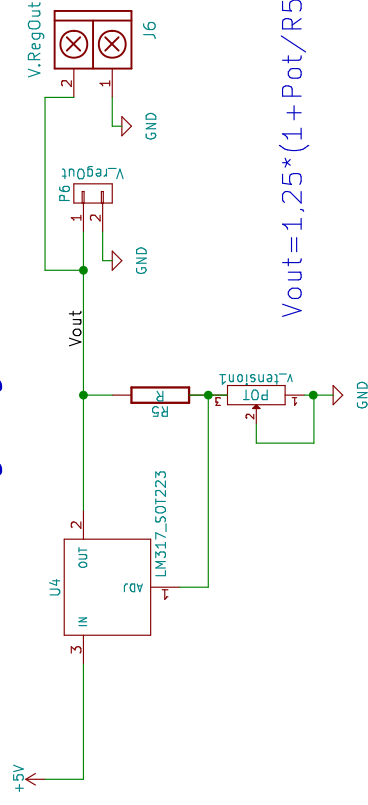 V.RegOut
J6
2
1
GND
V_regOut
P6
1
2
GND
Vout=1,25*(1+Pot/R5
Vout
R
R5
v_tension1
POT
3
2
1
GND
LM317_SOT223
U4
2
OUT
ADJ
1
IN
3
+5V